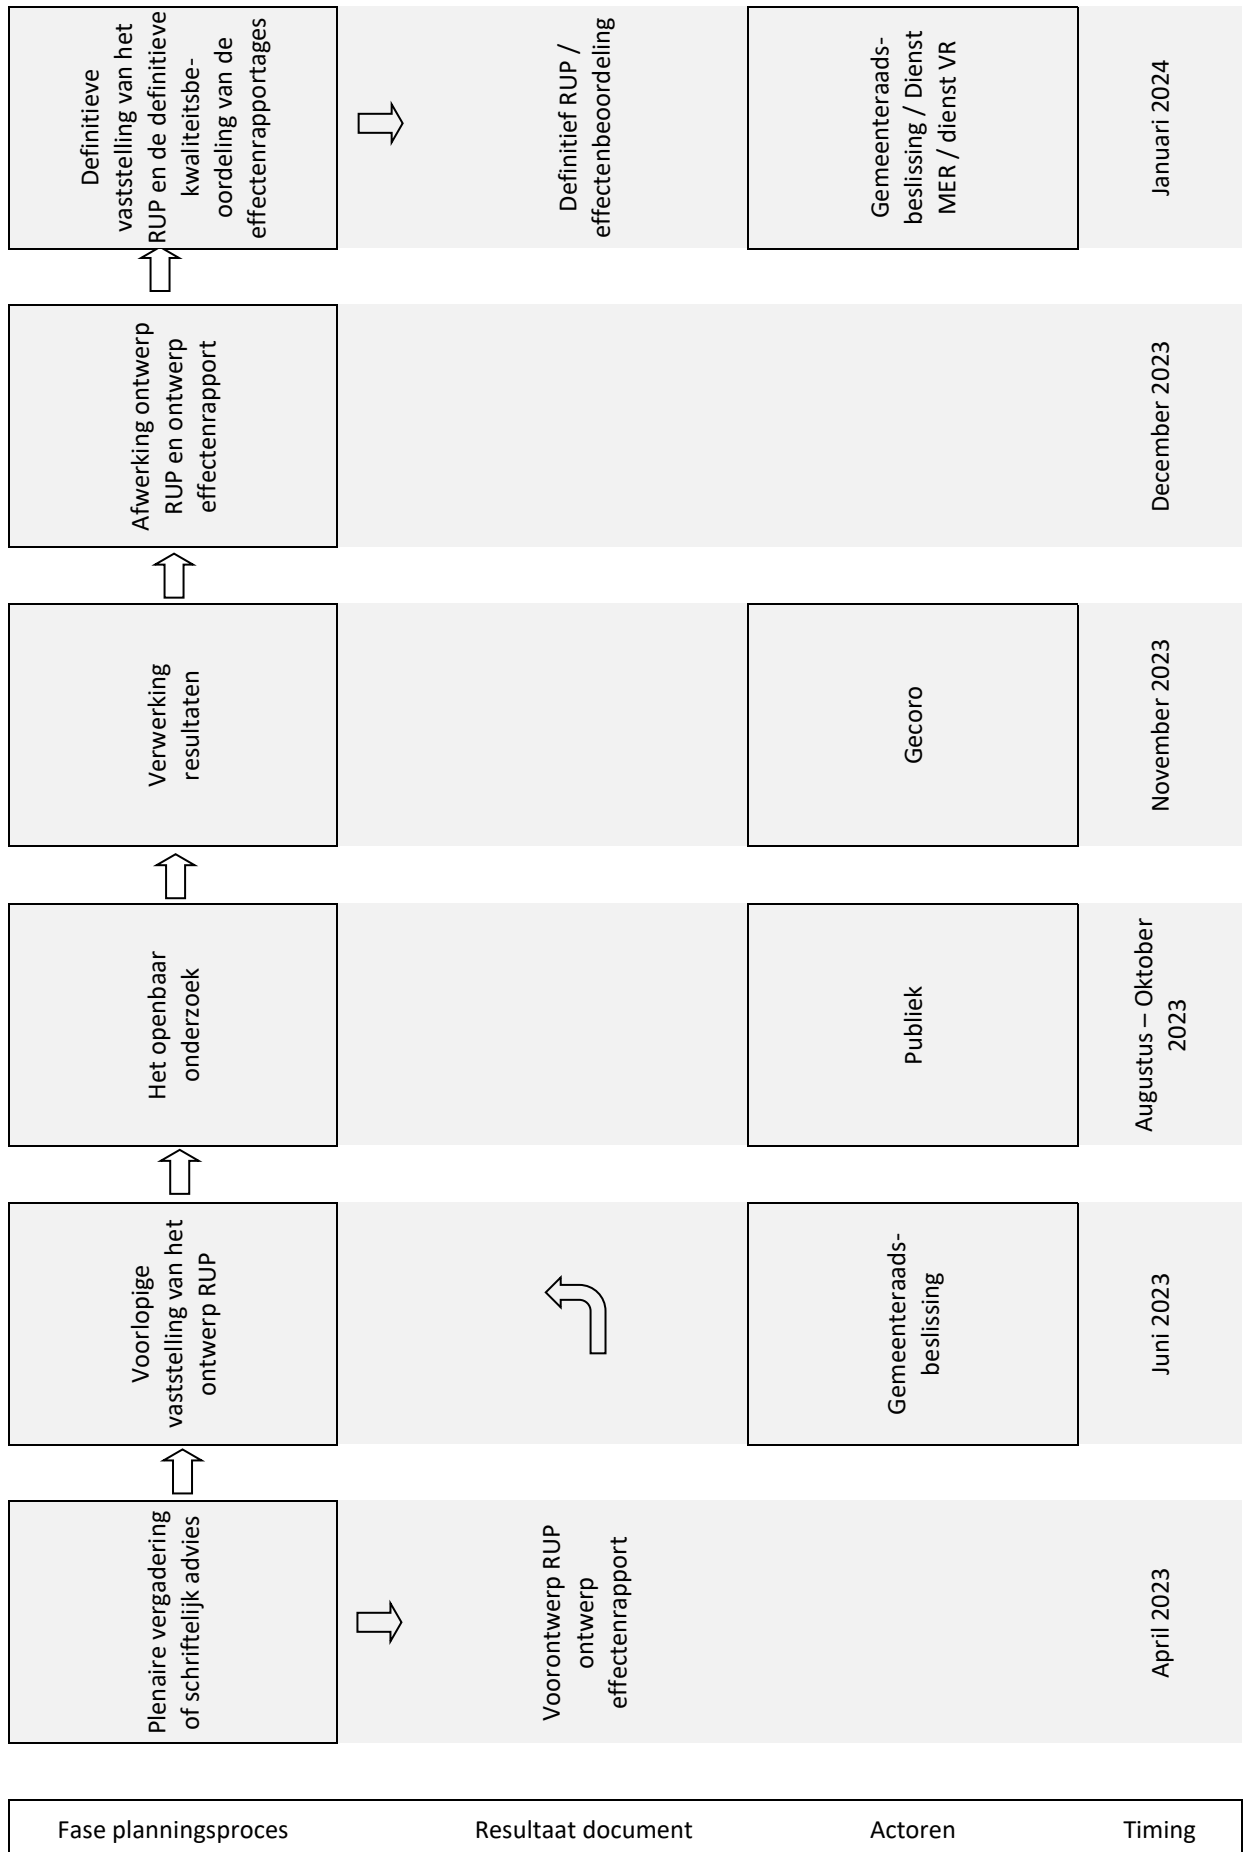 Plenaire vergadering
of schriftelijk advies
Voorontwerp RUP
ontwerp
effectenrapport
April 2023
Voorlopige
vaststelling van het
ontwerp RUP
Gemeenteraads-
beslissing
Juni 2023
Het openbaar
onderzoek
Publiek
Augustus – Oktober
2023
Verwerking
resultaten
Gecoro
November 2023
Afwerking ontwerp
RUP en ontwerp
effectenrapport
December 2023
Definitieve
vaststelling van het
RUP en de definitieve
kwaliteitsbe-
oordeling van de
effectenrapportages
Definitief RUP /
effectenbeoordeling
Gemeenteraads-
beslissing / Dienst
MER / dienst VR
Januari 2024
Fase planningsproces
Resultaat document
Actoren
Timing